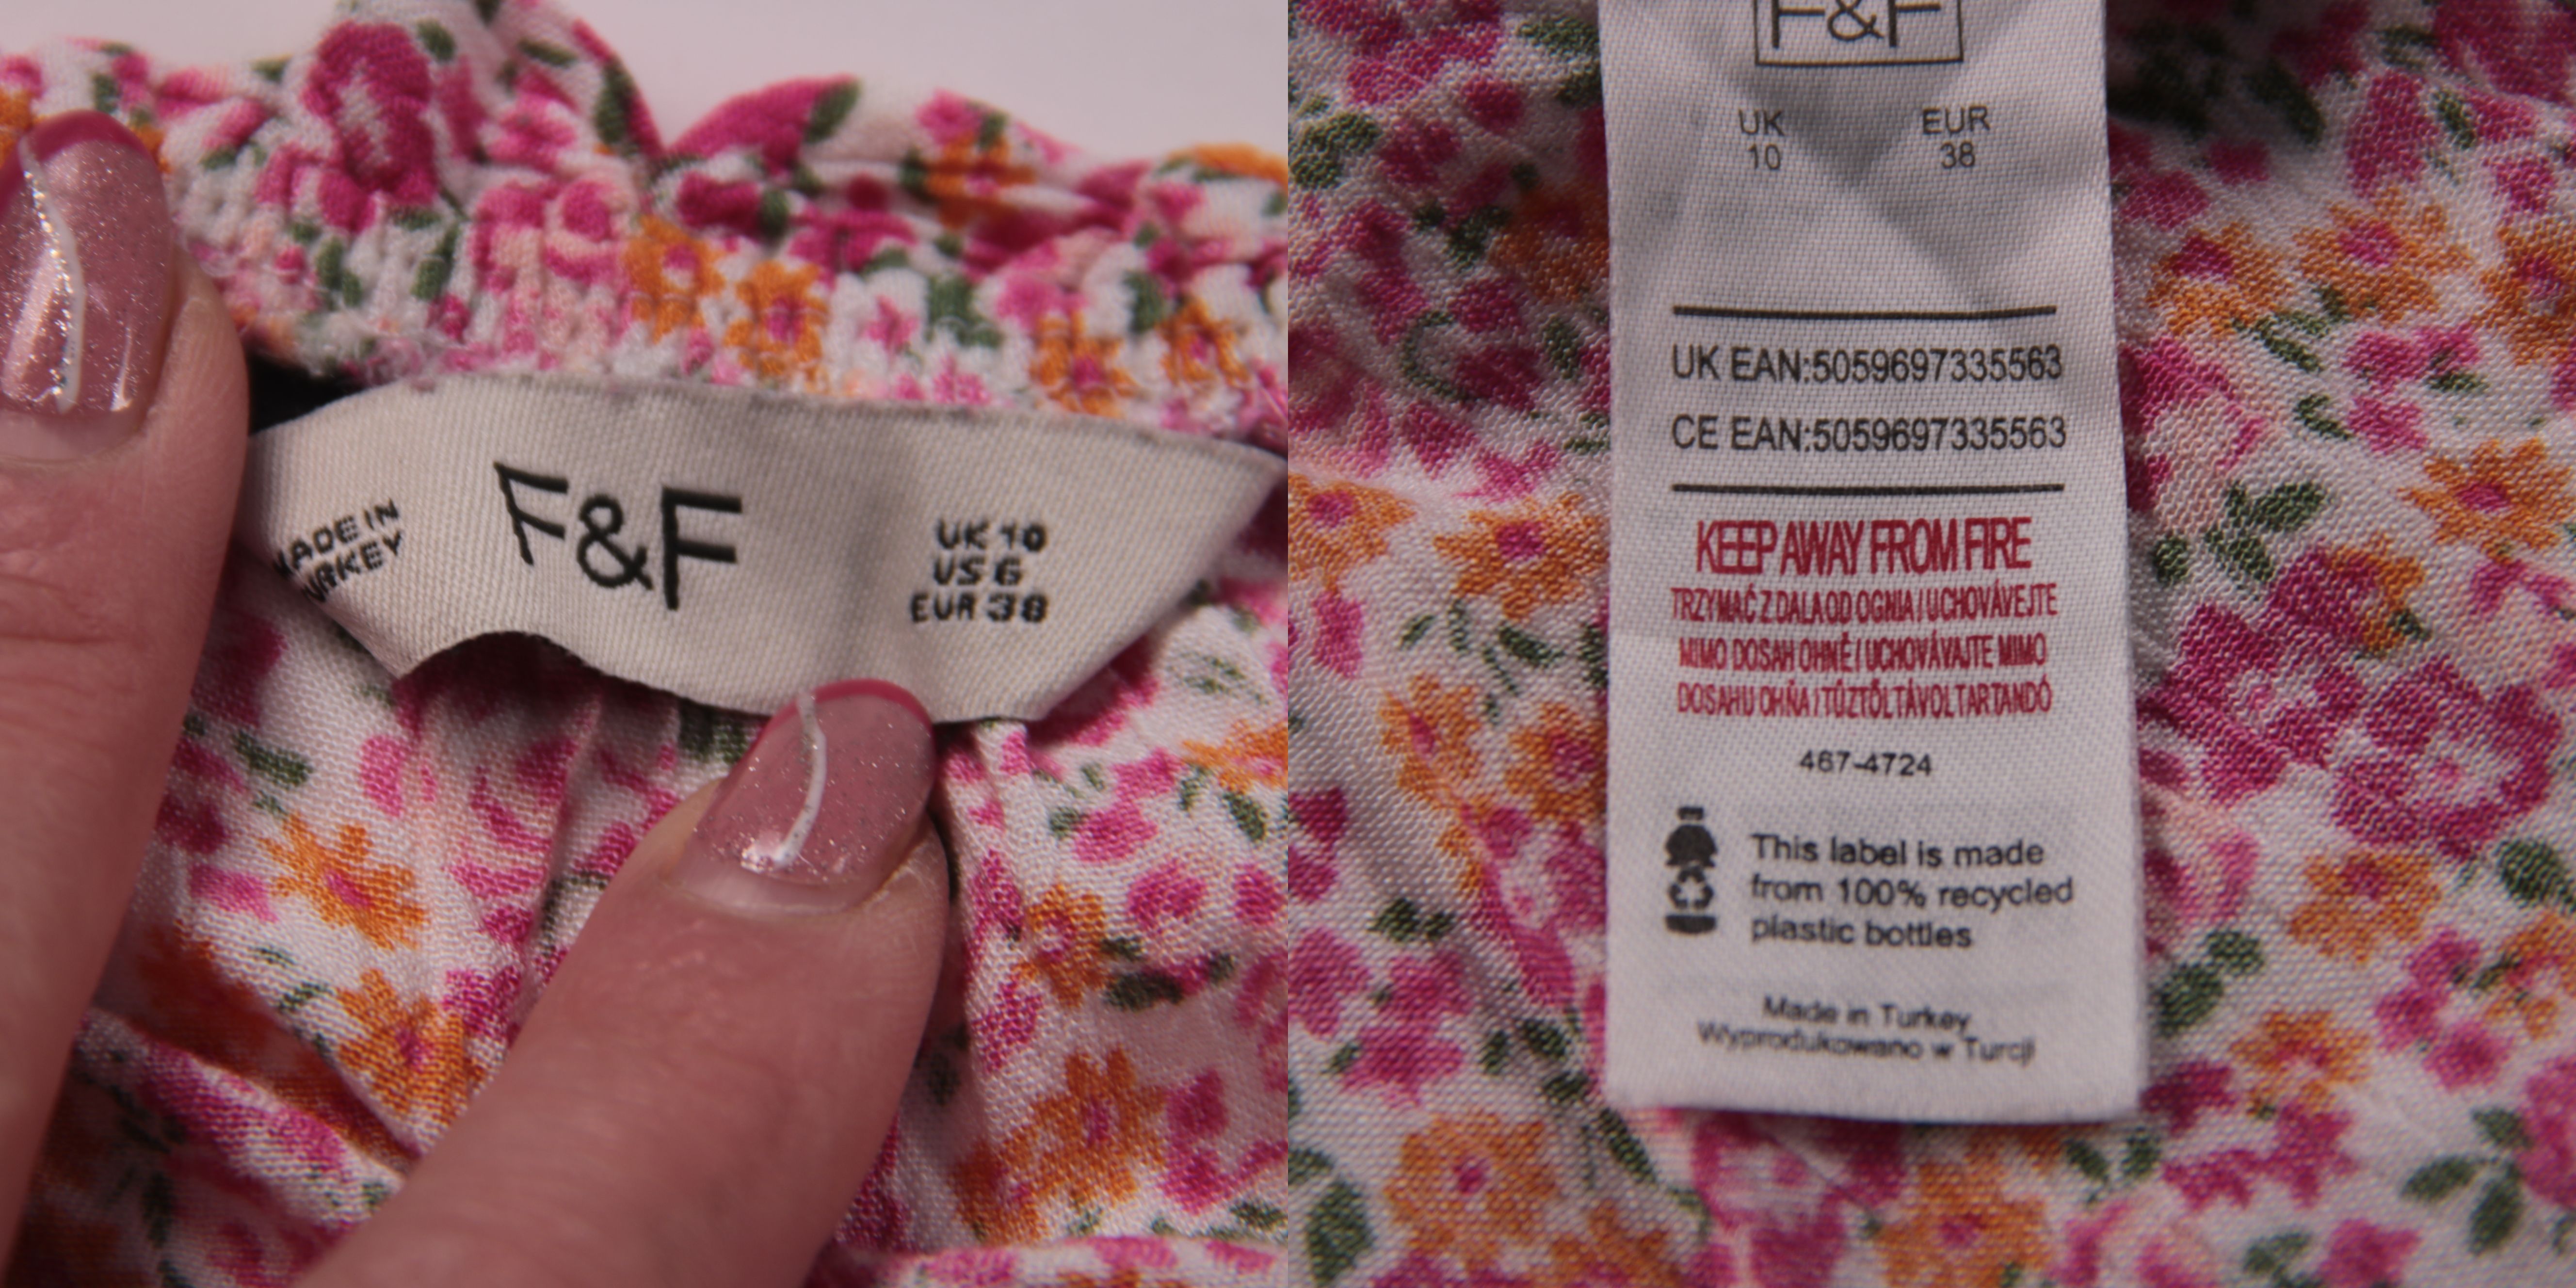 MADE IN
TURKEY
F&F
UK 10
US 6
EUR 38
F&F
UK EUR
10 38
UK EAN:5059697335563
CE EAN:5059697335563
KEEP AWAY FROM FIRE
TRZYMAĆ Z DALA OD OGNIA / UCHOVÁVEJTE
MIMO DOSAH OHNĚ / UCHOVÁVAJTE MIMO
DOSAHU OHŇA / TŰZTŐL TÁVOL TARTANDÓ
467-4724
This label is made
from 100% recycled
plastic bottles
Made in Turkey
Wyprodukowano w Turcji